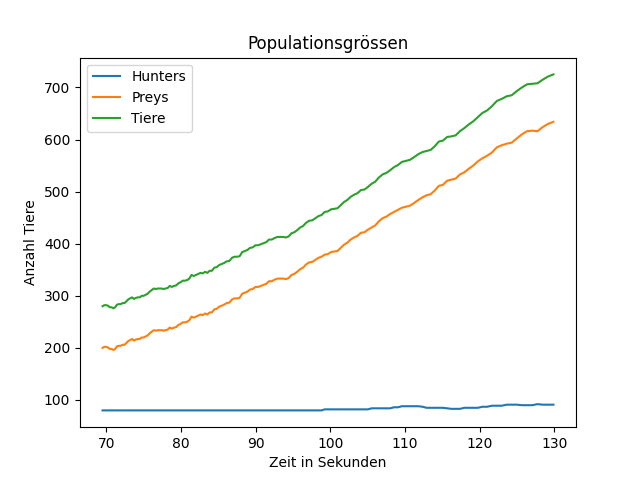 Populationsgrössen
Hunters
Preys
Tiere
700
600
500
400
300
200
100
Anzahl Tiere
70 80 90 100 110 120 130
Zeit in Sekunden